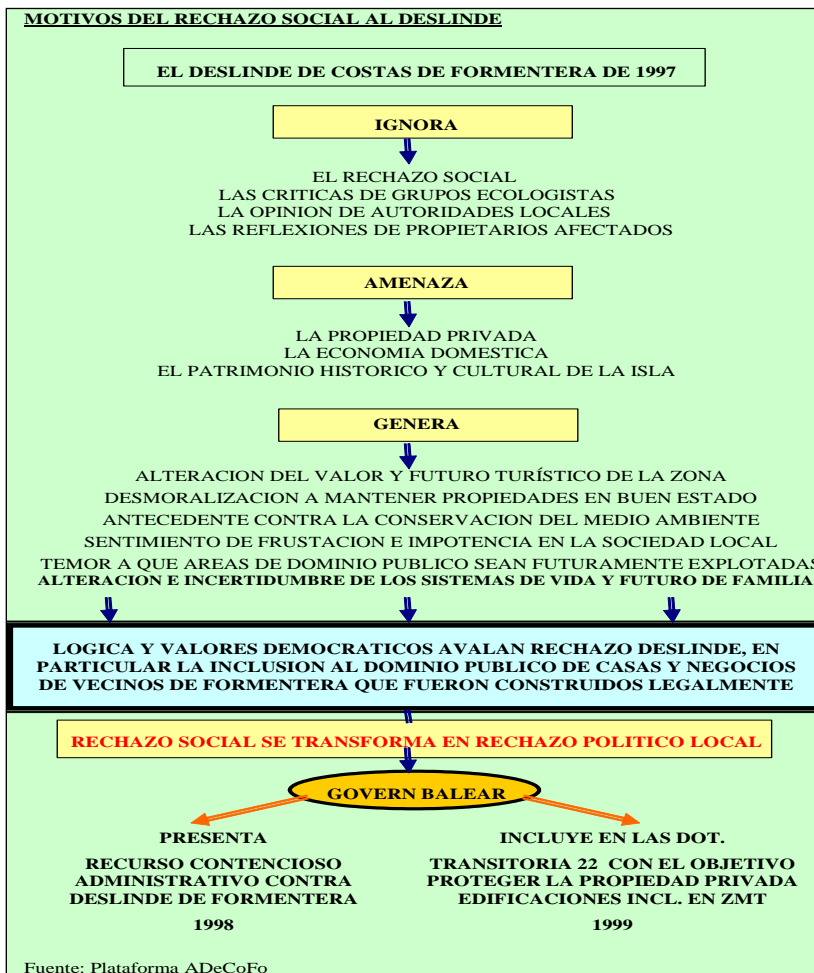 MOTIVOS DEL RECHAZO SOCIAL AL DESLINDE
EL DESLINDE DE COSTAS DE FORMENTERA DE 1997
IGNORA
EL RECHAZO SOCIAL
LAS CRITICAS DE GRUPOS ECOLOGISTAS
LA OPINION DE AUTORIDADES LOCALES
LAS REFLEXIONES DE PROPIETARIOS AFECTADOS
AMENAZA
LA PROPIEDAD PRIVADA
LA ECONOMIA DOMESTICA
EL PATRIMONIO HISTORICO Y CULTURAL DE LA ISLA
GENERA
ALTERACION DEL VALOR Y FUTURO TURÍSTICO DE LA ZONA
DESMORALIZACION A MANTENER PROPIEDADES EN BUEN ESTADO
ANTECEDENTE CONTRA LA CONSERVACION DEL MEDIO AMBIENTE
SENTIMIENTO DE FRUSTACION E IMPOTENCIA EN LA SOCIEDAD LOCAL
TEMOR A QUE AREAS DE DOMINIO PUBLICO SEAN FUTURAMENTE EXPLOTADAS
ALTERACION E INCERTIDUMBRE DE LOS SISTEMAS DE VIDA Y FUTURO DE FAMILIA
LOGICA Y VALORES DEMOCRATICOS AVALAN RECHAZO DESLINDE, EN
PARTICULAR LA INCLUSION AL DOMINIO PUBLICO DE CASAS Y NEGOCIOS
DE VECINOS DE FORMENTERA QUE FUERON CONSTRUIDOS LEGALMENTE
RECHAZO SOCIAL SE TRANSFORMA EN RECHAZO POLITICO LOCAL
GOVERN BALEAR
PRESENTA
RECURSO CONTENCIOSO
ADMINISTRATIVO CONTRA
DESLINDE DE FORMENTERA
1998
INCLUYE EN LAS DOT.
TRANSITORIA 22 CON EL OBJETIVO
PROTEGER LA PROPIEDAD PRIVADA
EDIFICACIONES INCL. EN ZMT
1999
Fuente: Plataforma ADeCoFo